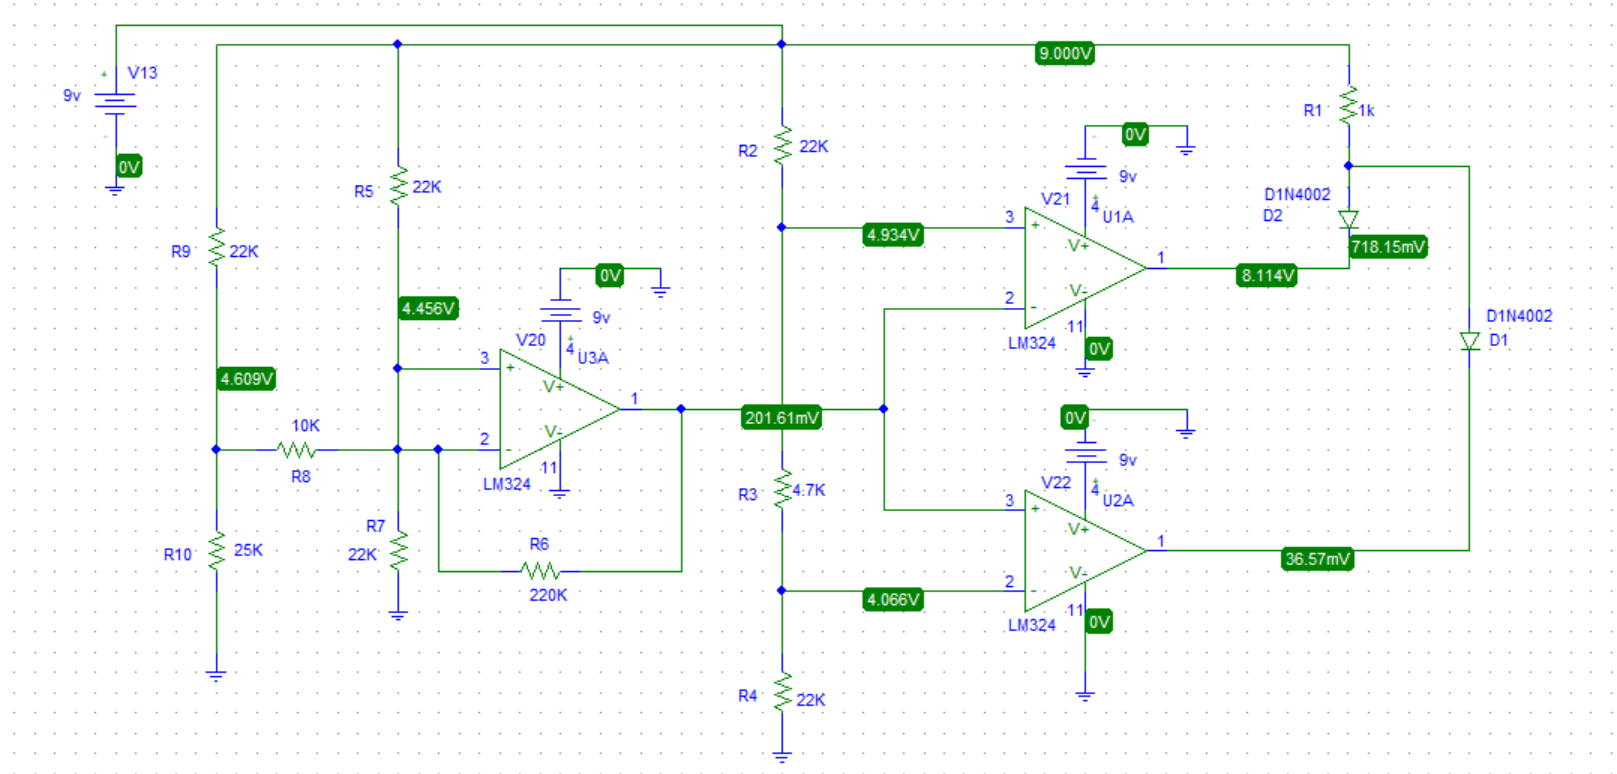 9.000V
+
V13
9v
-
0V
R1
1k
R2
22K
-
0V
9v
V21
+
4
U1A
R5
22K
D1N4002
D2
3
+
4.934V
V+
1
8.114V
718.15mV
R9
22K
-
0V
9v
V20
+
4
U3A
4.456V
2
-
V-
11
LM324
0V
D1N4002
D1
4.609V
3
+
V+
1
201.61mV
0V
-
9v
V22
+
4
U2A
10K
R8
2
-
V-
11
LM324
R3
4.7K
3
+
V+
1
36.57mV
R7
22K
R6
220K
R10
25K
4.066V
2
-
V-
11
LM324
0V
R4
22K